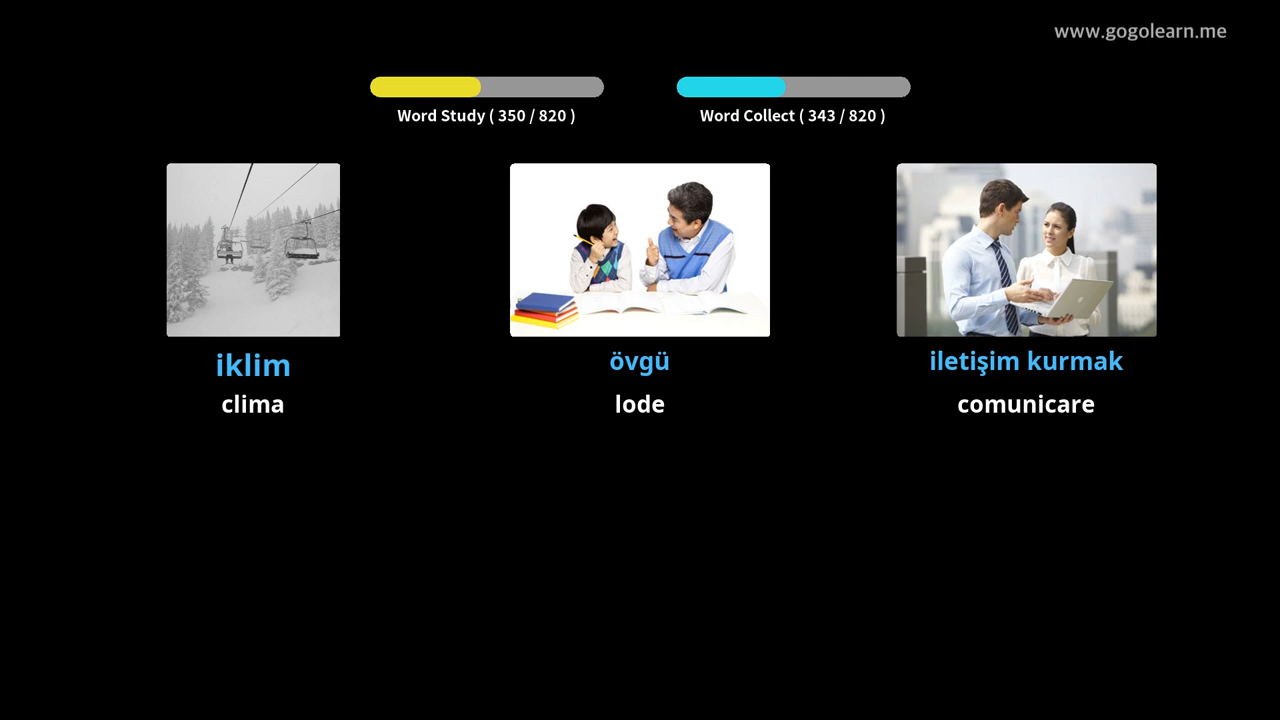 www.gogolearn.me
Word Study ( 350 / 820 )
Word Collect ( 343 / 820 )
iklim
clima
övgü
lode
iletişim kurmak
comunicare